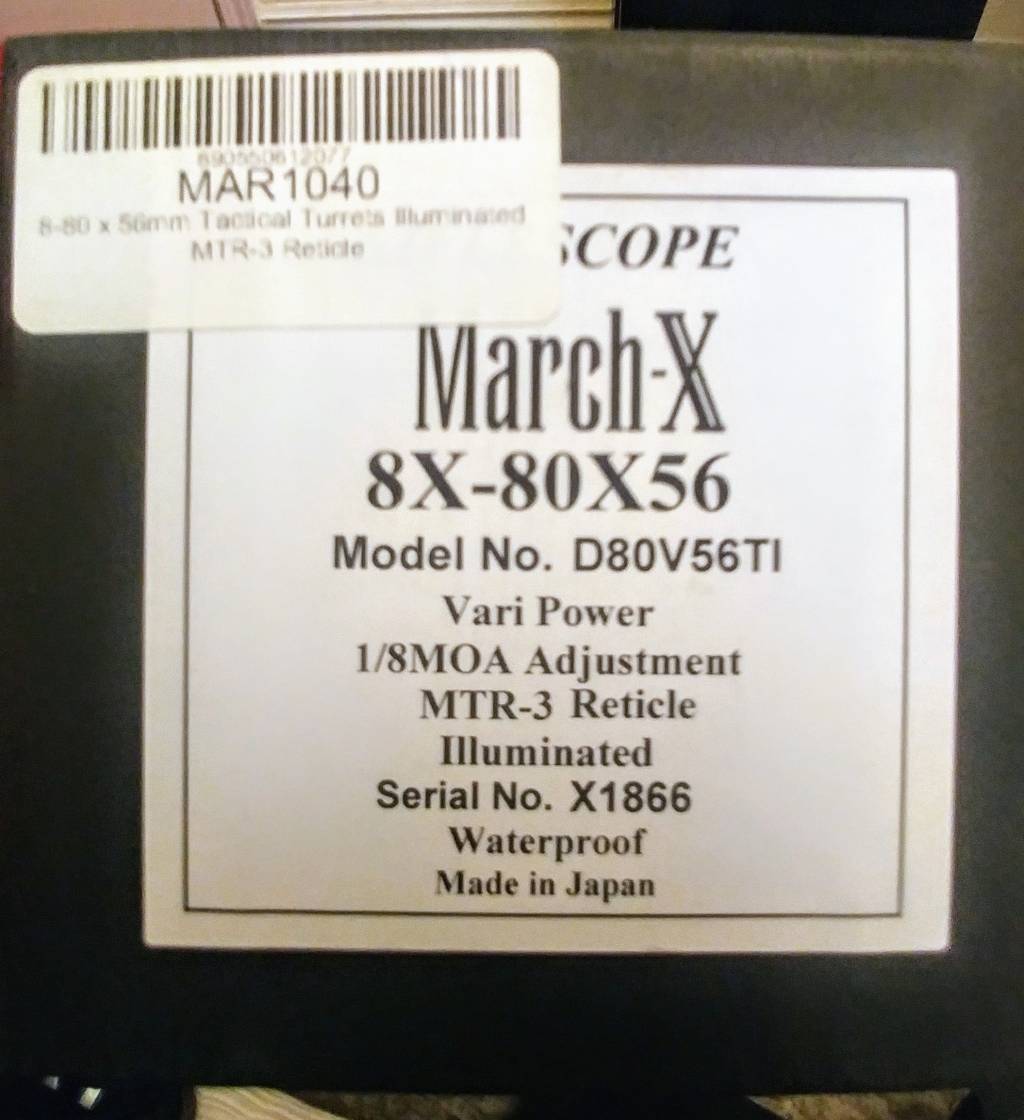 690550612077
MAR1040
8-80 x 56mm Tactical Turrets Illuminated
MTR-3 Reticle
SCOPE
March-X
8X-80X56
Model No. D80V56TI
Vari Power
1/8MOA Adjustment
MTR-3 Reticle
Illuminated
Serial No. X1866
Waterproof
Made in Japan